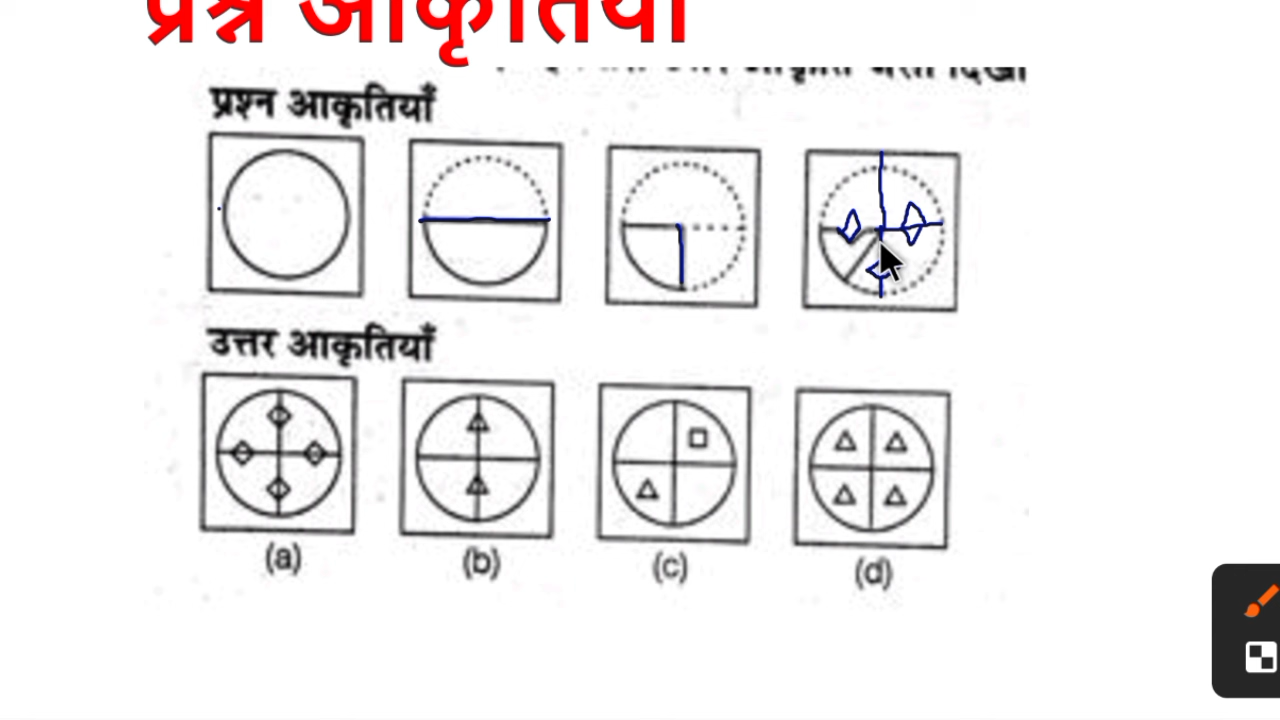 प्रश्न आकृतियाँ
प्रश्न आकृतियाँ
उत्तर आकृतियाँ
(a) (b) (c) (d)